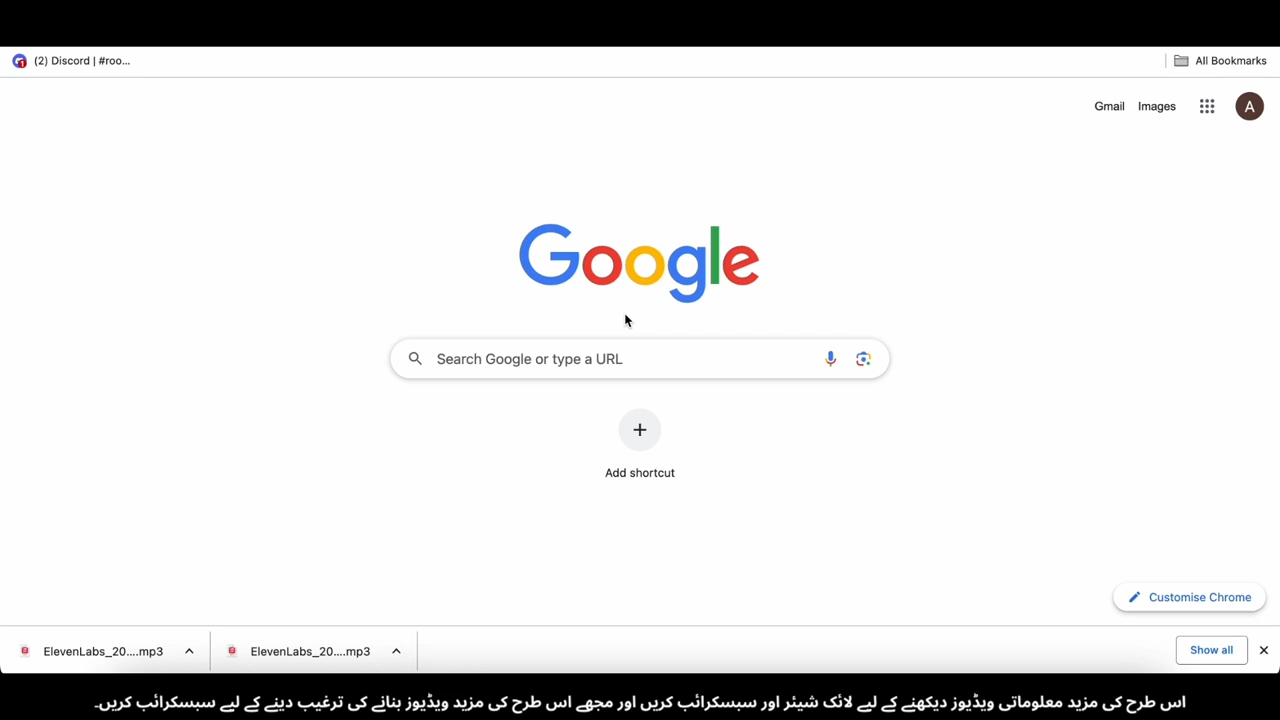 (2) Discord | #roo...
All Bookmarks
Gmail Images A
Google
Search Google or type a URL
Add shortcut
Customise Chrome
ElevenLabs_20....mp3 ElevenLabs_20....mp3 Show all
اس طرح کی مزید معلوماتی ویڈیوز دیکھنے کے لیے لائک شیئر اور سبسکرائب کریں اور مجھے اس طرح کی مزید ویڈیوز بنانے کی ترغیب دینے کے لیے سبسکرائب کریں۔